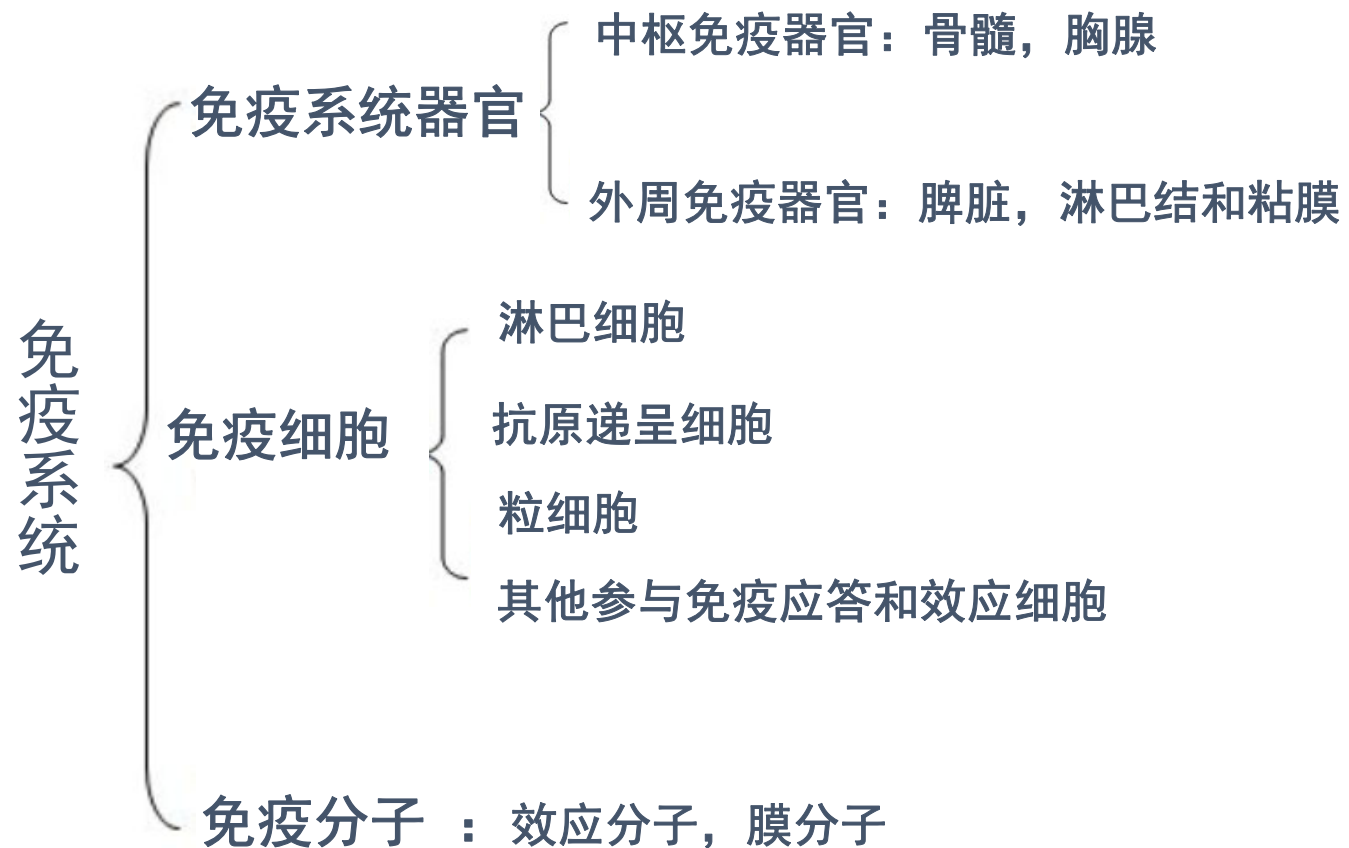 免疫系统
免疫系统器官
中枢免疫器官：骨髓，胸腺
外周免疫器官：脾脏，淋巴结和粘膜
免疫细胞
淋巴细胞
抗原递呈细胞
粒细胞
其他参与免疫应答和效应细胞
免疫分子：效应分子，膜分子